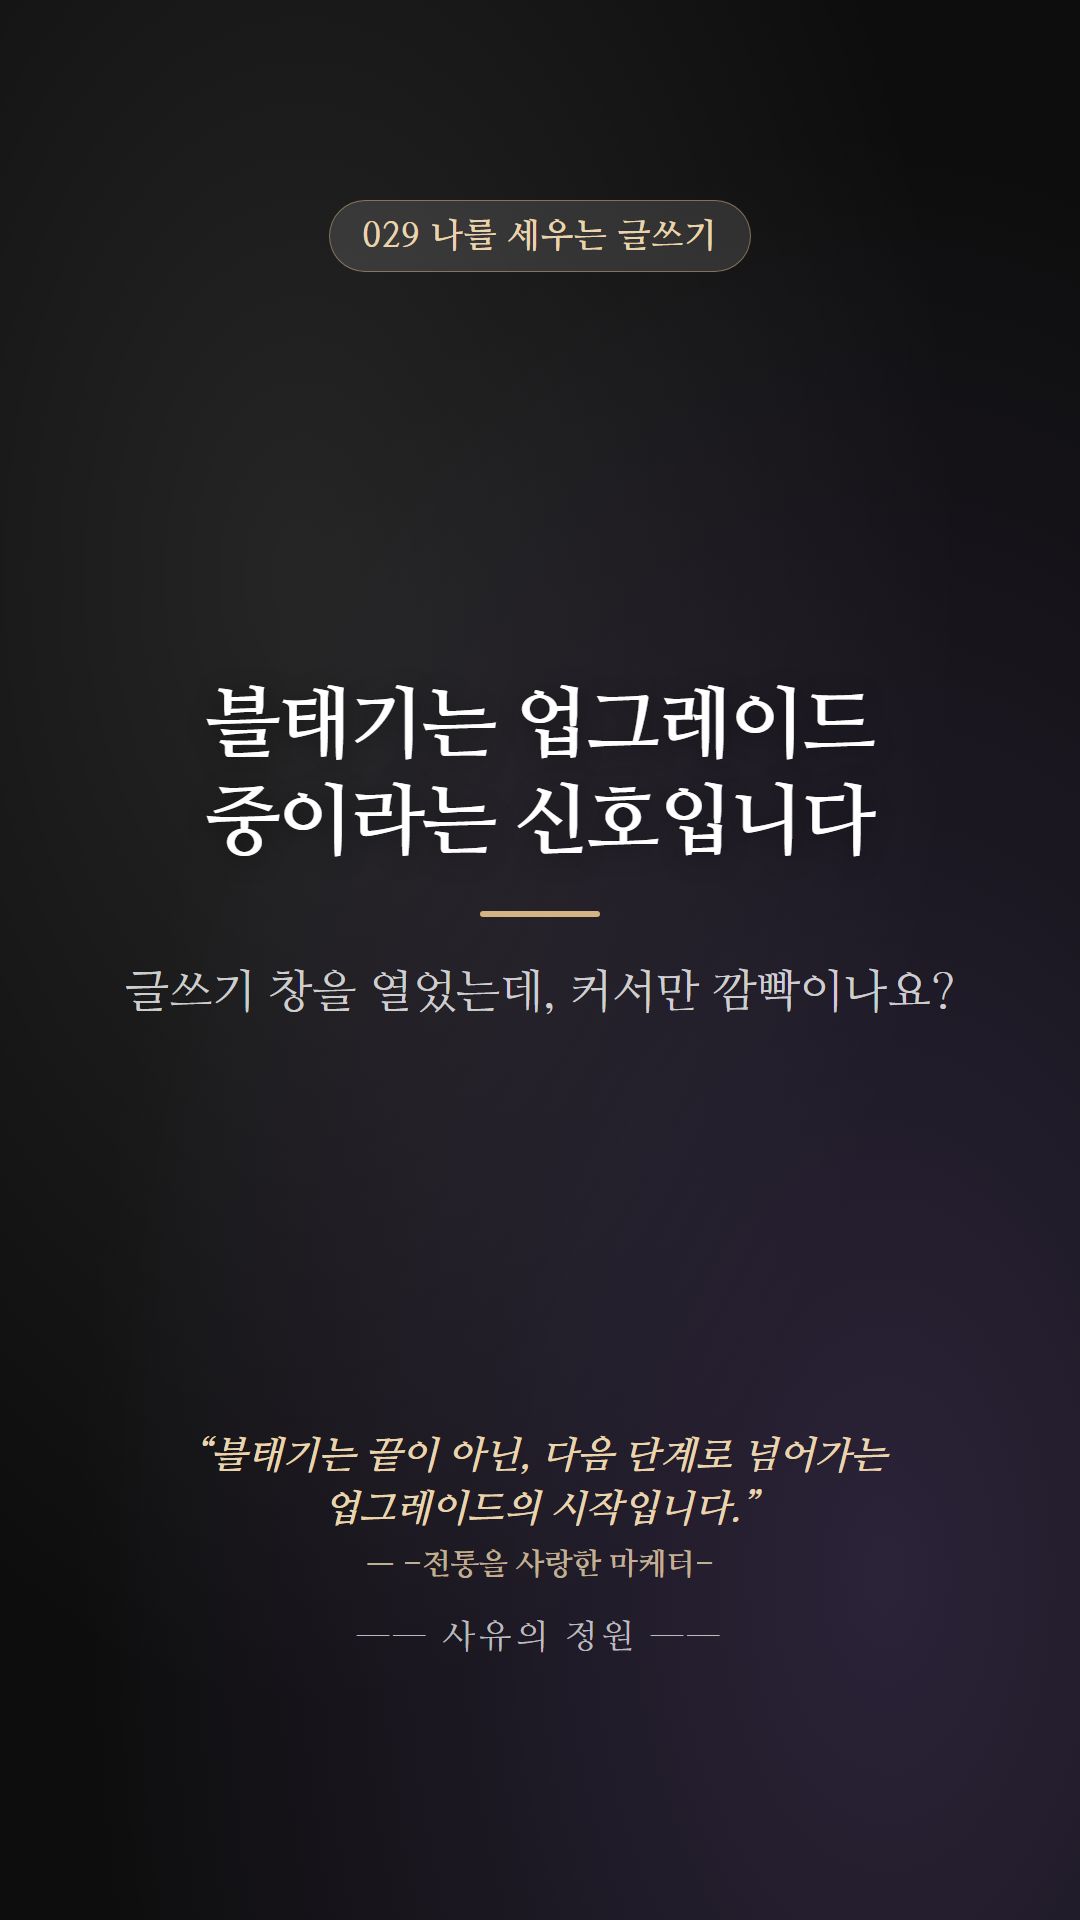 029 나를 세우는 글쓰기
블태기는 업그레이드
중이라는 신호입니다
글쓰기 창을 열었는데, 커서만 깜빡이나요?
“블태기는 끝이 아닌, 다음 단계로 넘어가는
업그레이드의 시작입니다.”
— -전통을 사랑한 마케터-
—— 사유의 정원 ——